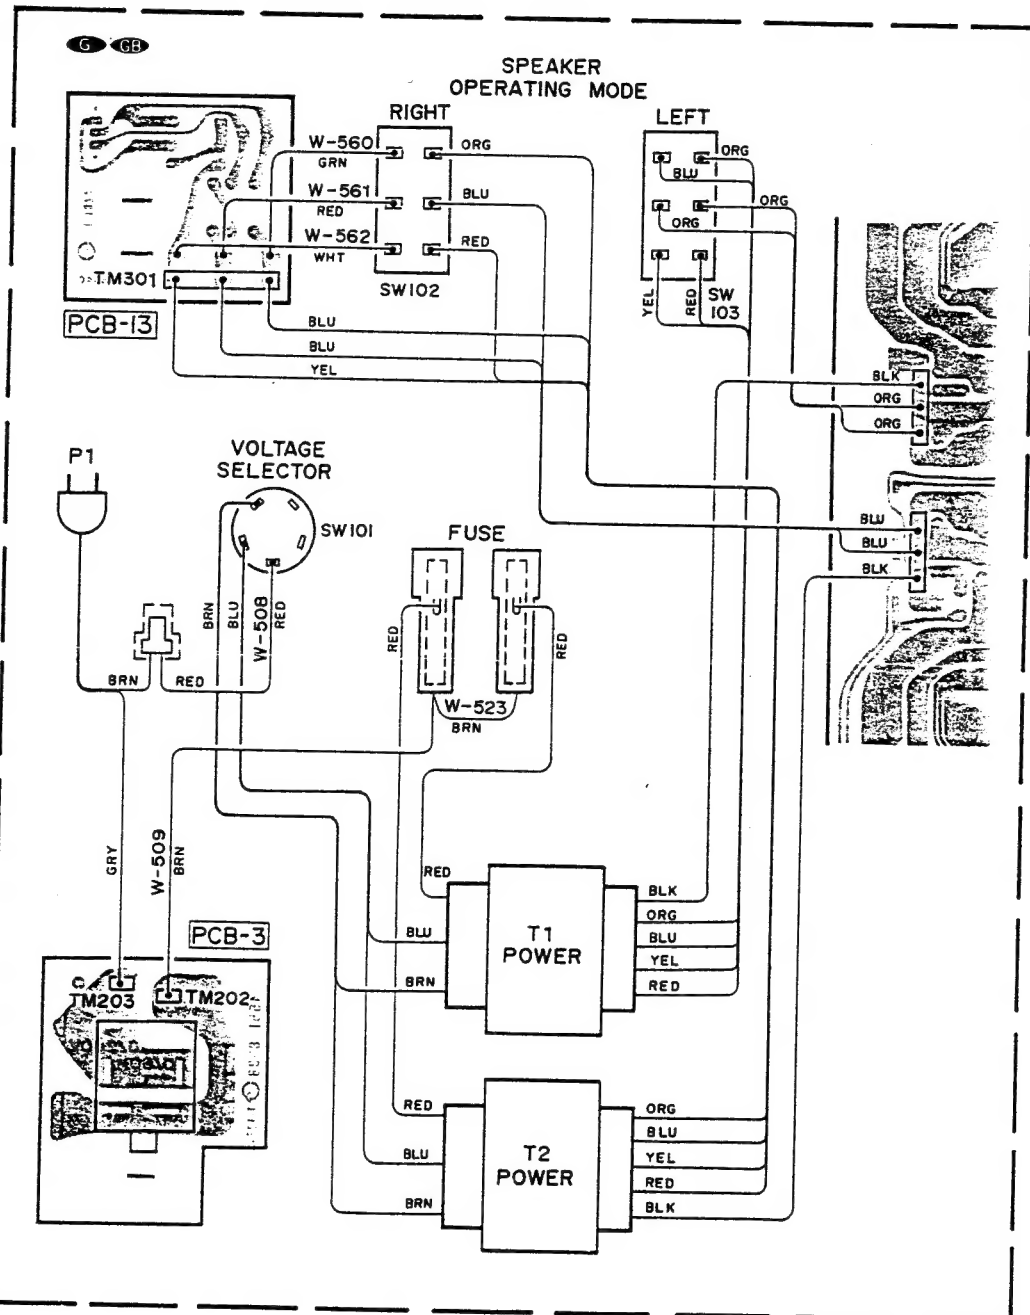 G GB
SPEAKER
OPERATING MODE
RIGHT
LEFT
W-560
GRN
ORG
W-561
RED
BLU
W-562
WHT
RED
ORG
BLU
ORG
ORG
YEL
RED
SW
103
SW102
TM301
PCB-13
BLU
BLU
YEL
BLK
ORG
ORG
P1
VOLTAGE
SELECTOR
SW101
FUSE
BLU
BLU
BLK
BRN
BLU
W-508
RED
RED
RED
BRN
RED
W-523
BRN
GRY
W-509
BRN
RED
BLU
BRN
T1
POWER
BLK
ORG
BLU
YEL
RED
PCB-3
TM203
TM202
RED
BLU
BRN
T2
POWER
ORG
BLU
YEL
RED
BLK